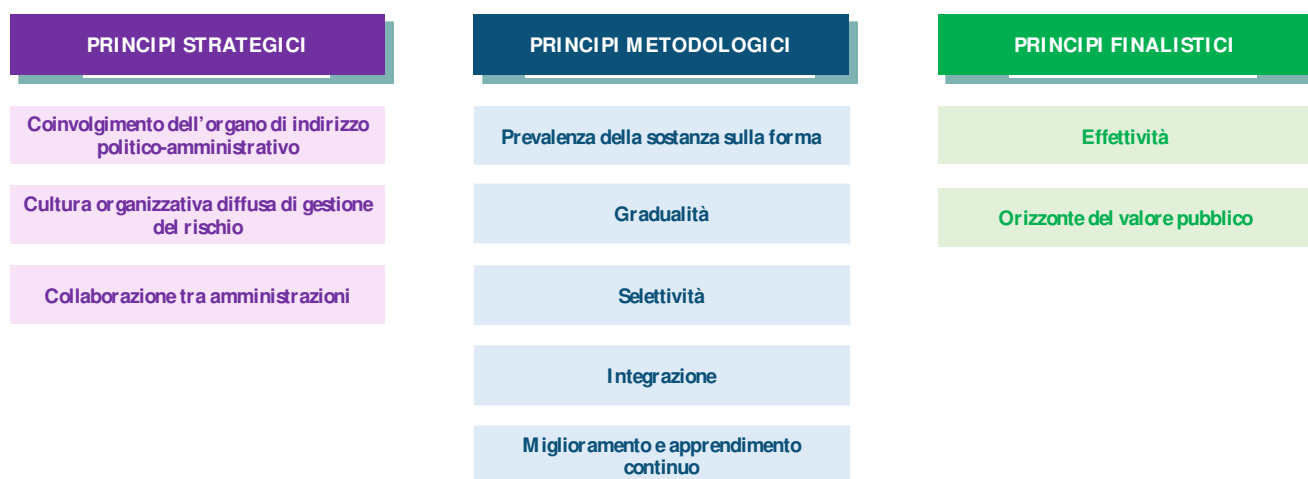 PRINCIPI STRATEGICI
Coinvolgimento dell'organo di indirizzo
politico-amministrativo
Cultura organizzativa diffusa di gestione
del rischio
Collaborazione tra amministrazioni
PRINCIPI METODOLOGICI
Prevalenza della sostanza sulla forma
Gradualità
Selettività
Integrazione
Miglioramento e apprendimento
continuo
PRINCIPI FINALISTICI
Effettività
Orizzonte del valore pubblico